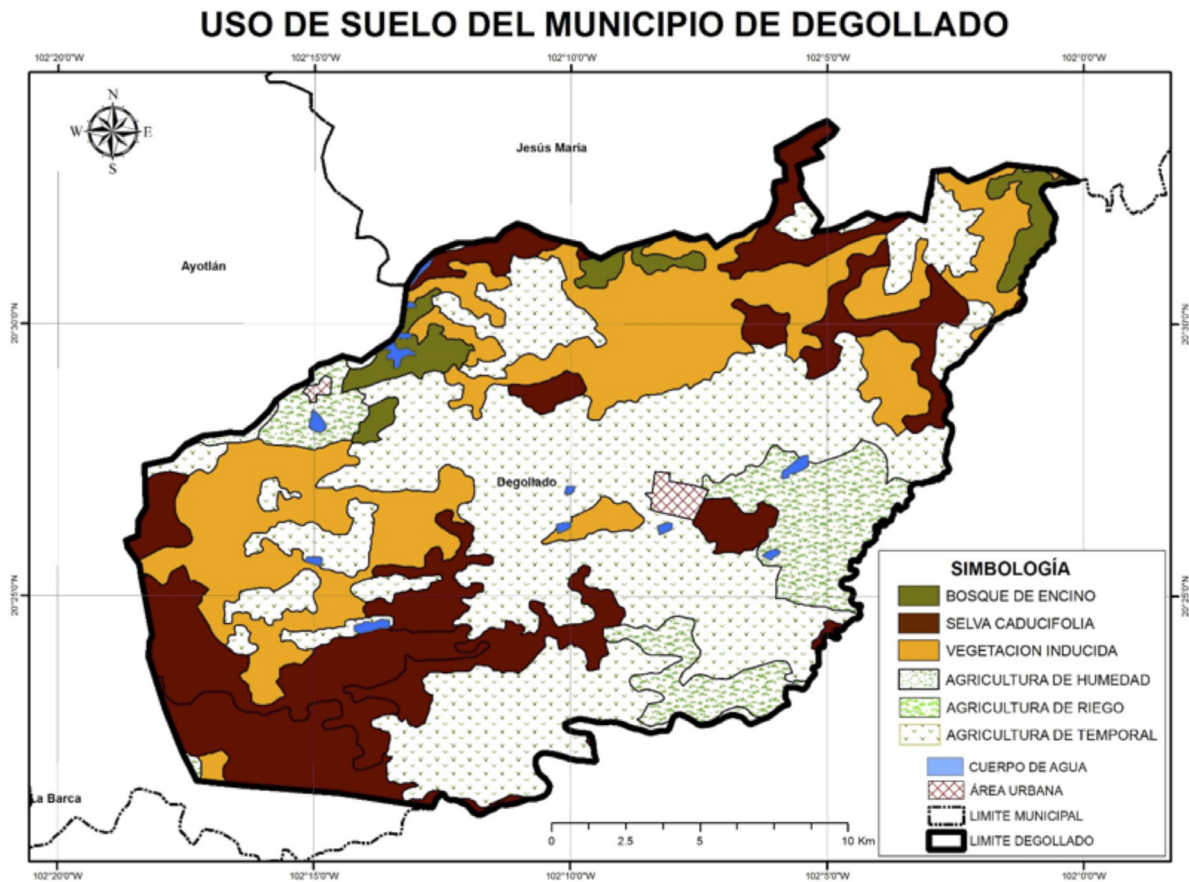 USO DE SUELO DEL MUNICIPIO DE DEGOLLADO
102°20'0"W 102°15'0"W 102°10'0"W 102°5'0"W 102°0'0"W
N
W E
S
Jesús María
Ayotlán
20°30'0"N 20°30'0"N
Degollado
20°25'0"N 20°25'0"N
La Barca
SIMBOLOGÍA
BOSQUE DE ENCINO
SELVA CADUCIFOLIA
VEGETACION INDUCIDA
AGRICULTURA DE HUMEDAD
AGRICULTURA DE RIEGO
AGRICULTURA DE TEMPORAL
CUERPO DE AGUA
ÁREA URBANA
LIMITE MUNICIPAL
LIMITE DEGOLLADO
0 2.5 5 10 Km
102°20'0"W 102°15'0"W 102°10'0"W 102°5'0"W 102°0'0"W